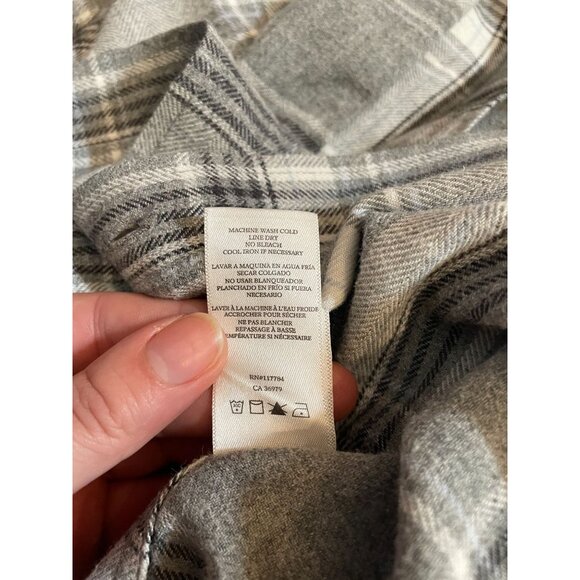 MACHINE WASH COLD
LINE DRY
NO BLEACH
COOL IRON IF NECESSARY
LAVAR A MAQUINA EN AGUA FRÍA
SECAR COLGADO
NO USAR BLANQUEADOR
PLANCHADO EN FRÍO SI FUERA
NECESARIO
LAVER À LA MACHINE À L'EAU FROIDE
ACCROCHER POUR SÉCHER
NE PAS BLANCHIR
REPASSAGE À BASSE
TEMPÉRATURE SI NÉCESSAIRE
RN#117784
CA 36979